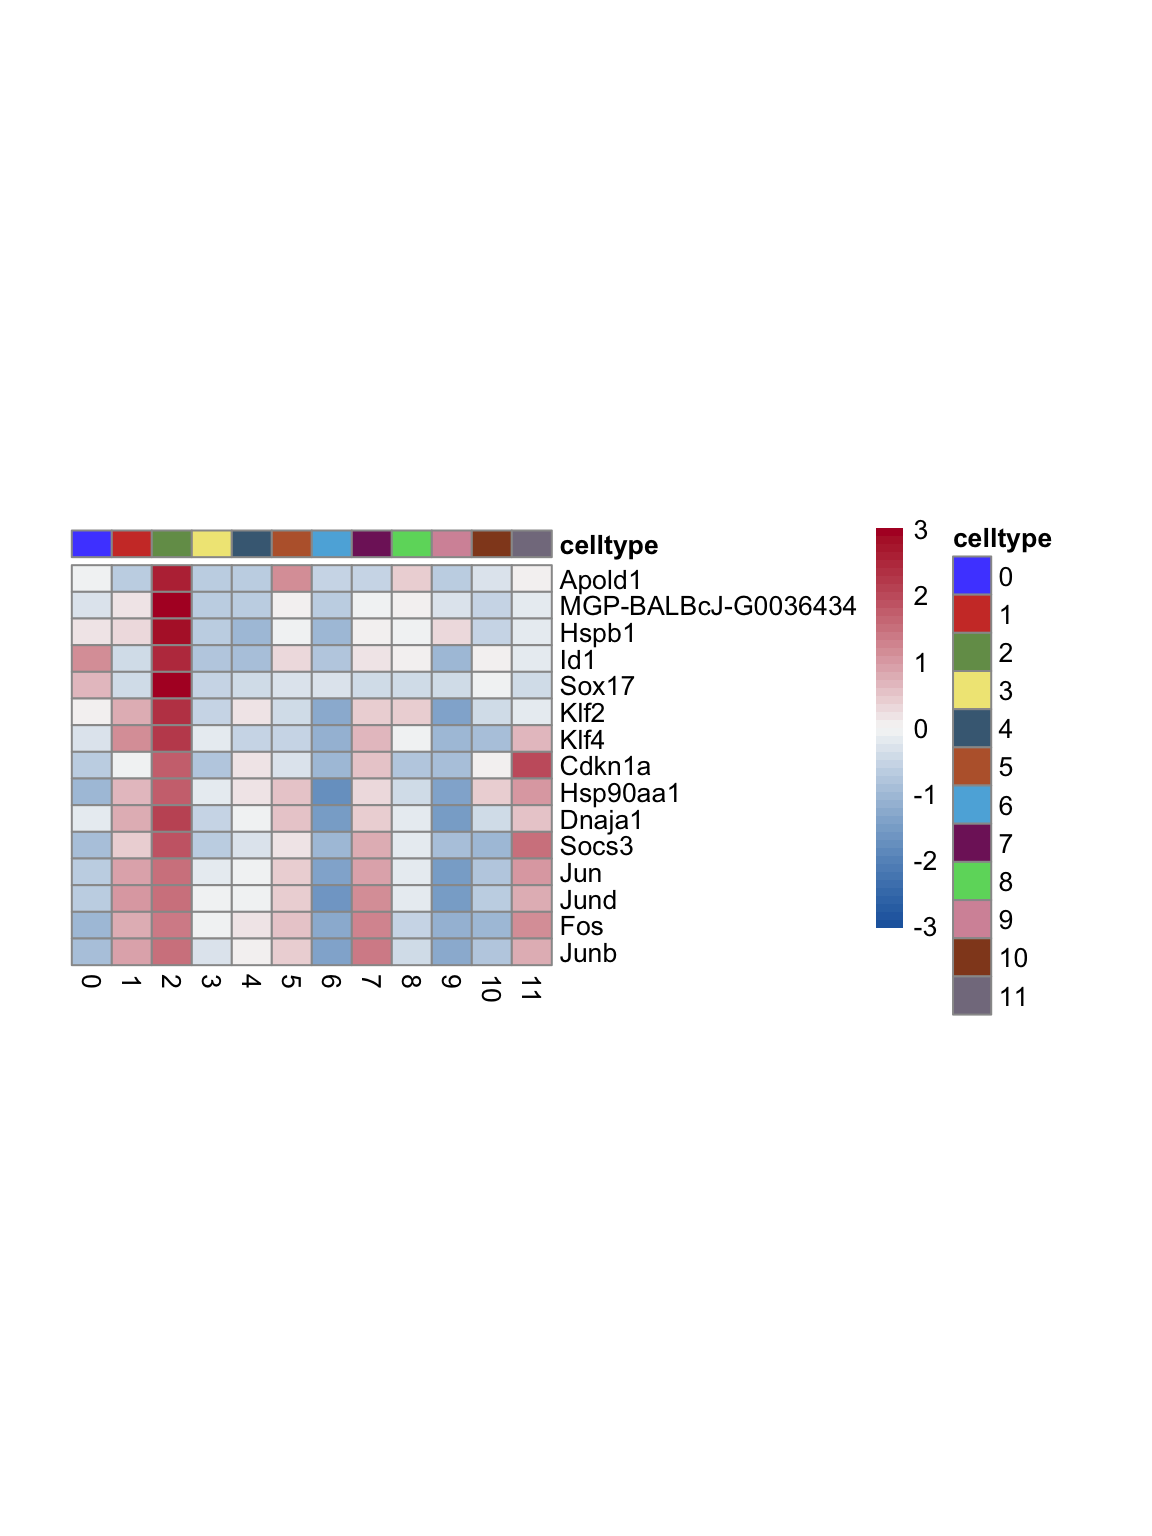 celltype
Apold1
MGP-BALBcJ-G0036434
Hspb1
Id1
Sox17
Klf2
Klf4
Cdkn1a
Hsp90aa1
Dnaja1
Socs3
Jun
Jund
Fos
Junb
0 1 2 3 4 5 6 7 8 9 10 11
3
2
1
0
-1
-2
-3
celltype
0
1
2
3
4
5
6
7
8
9
10
11